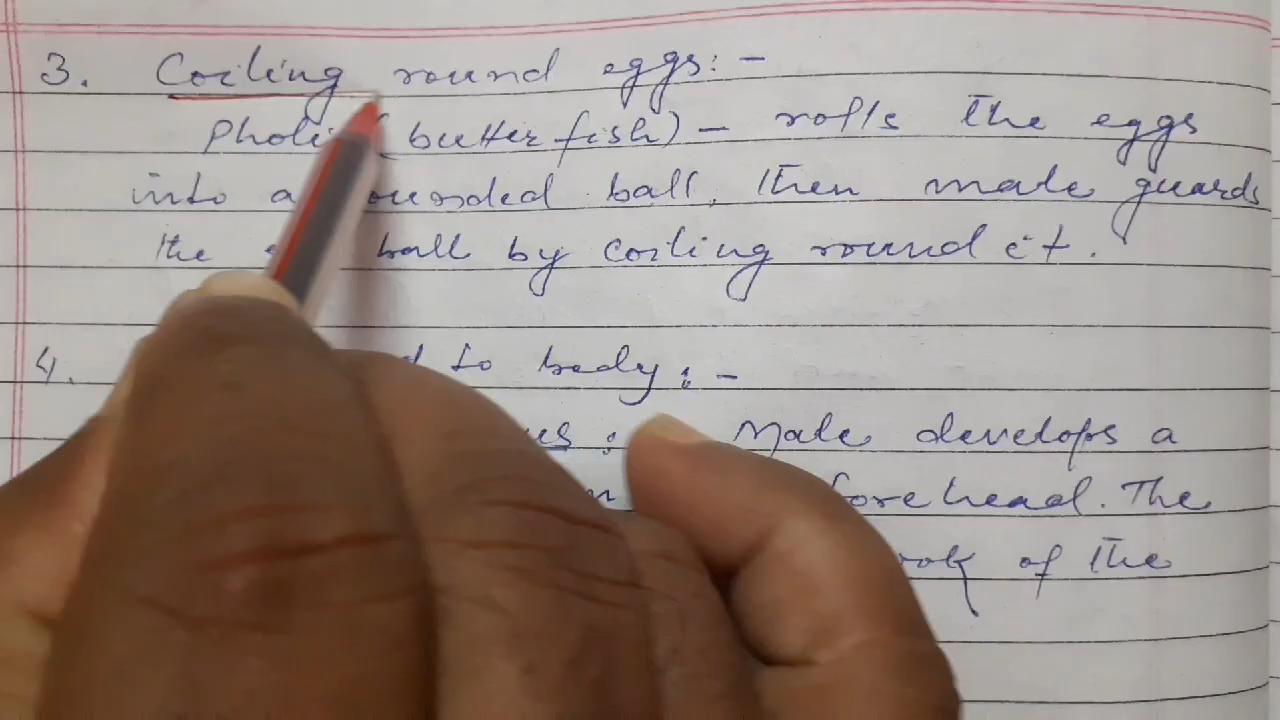 3. Coiling round eggs: -
(butter fish) - rolls the eggs
into a ball, then male guards
the ball by coiling round it.
4. to body: -
Male develops a
forehead. The
of the